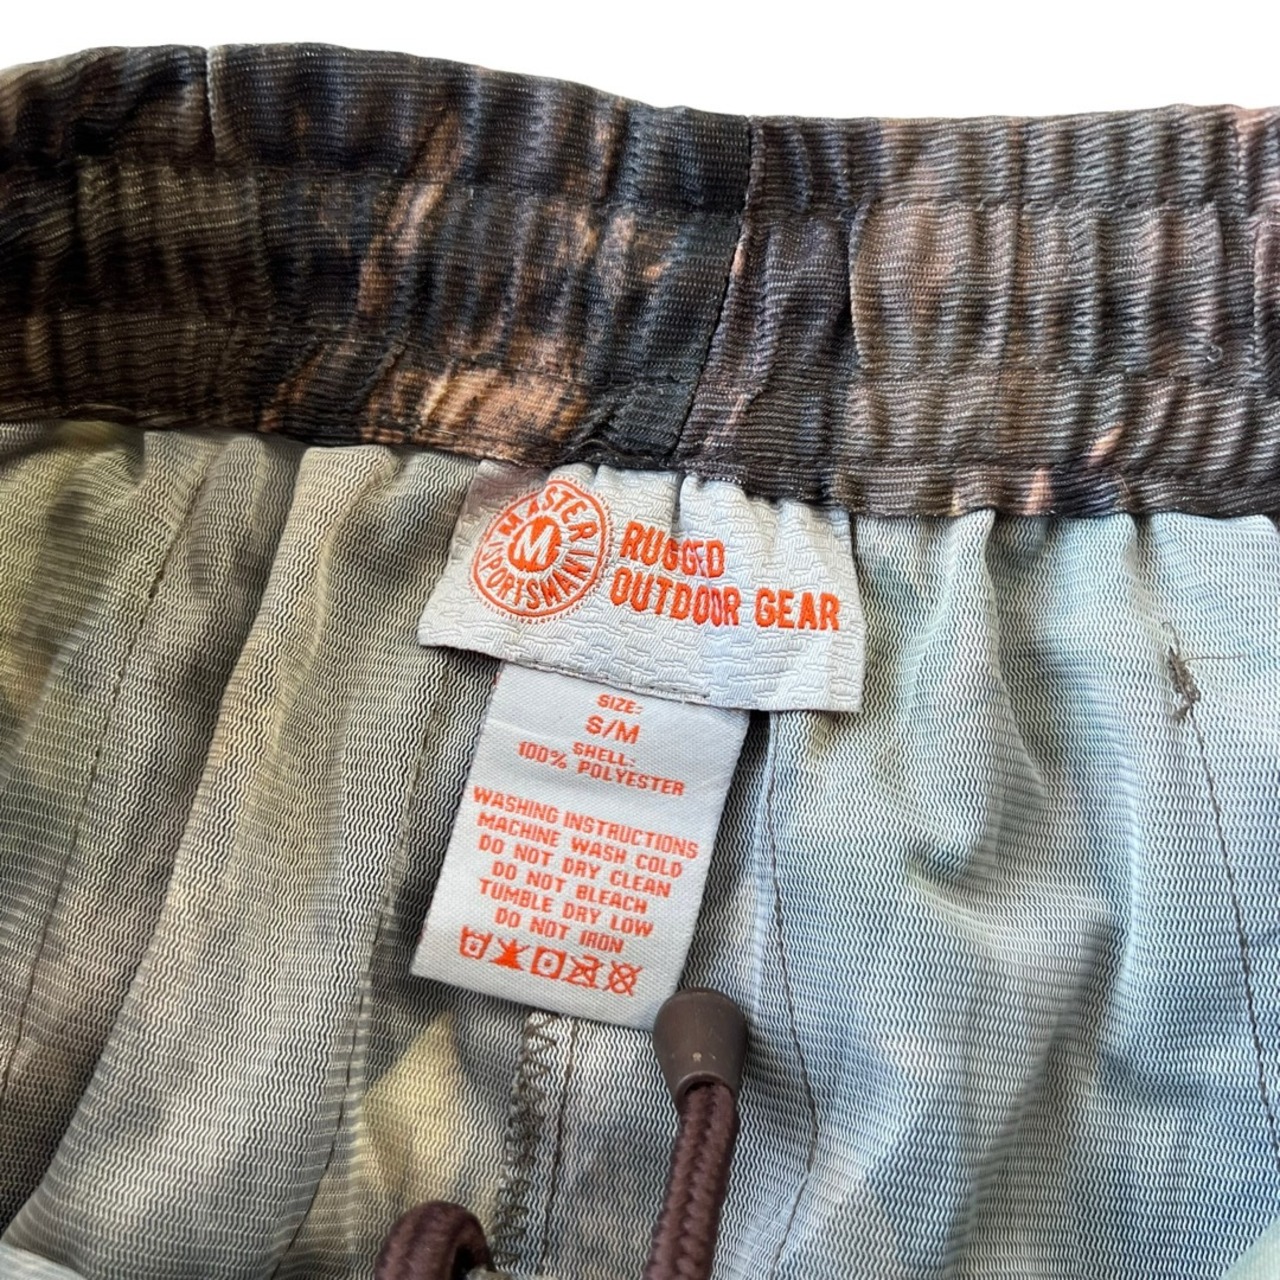 MASTER
M
SPORTSMAN
RUGGED
OUTDOOR GEAR
SIZE:
S/M
SHELL:
100% POLYESTER
WASHING INSTRUCTIONS
MACHINE WASH COLD
DO NOT DRY CLEAN
DO NOT BLEACH
TUMBLE DRY LOW
DO NOT IRON